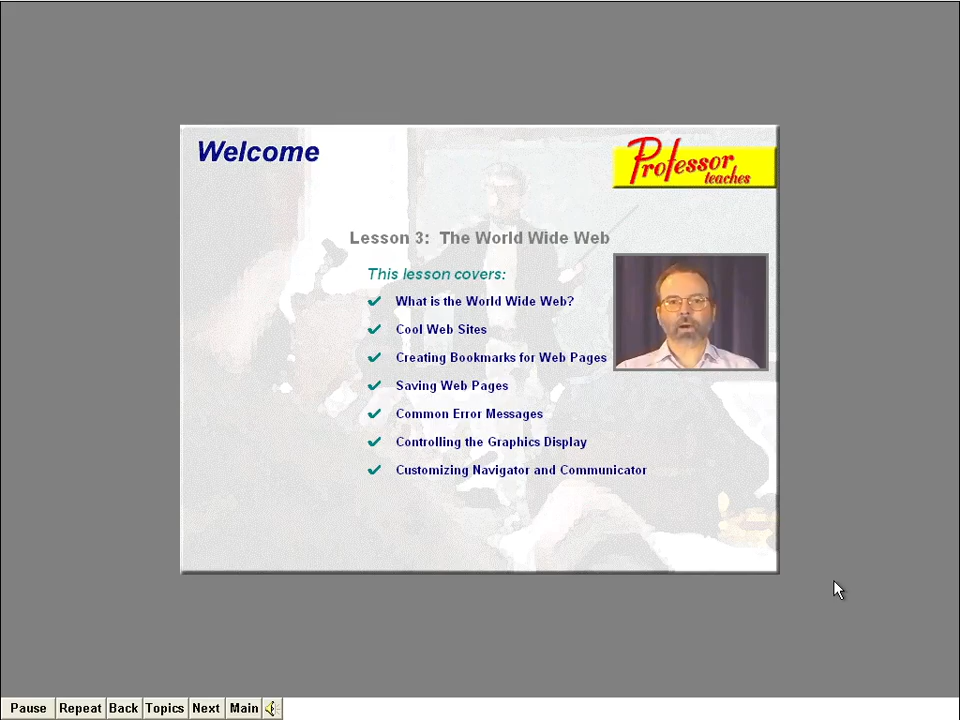 Welcome
Professor
teaches
Lesson 3: The World Wide Web
This lesson covers:
What is the World Wide Web?
Cool Web Sites
Creating Bookmarks for Web Pages
Saving Web Pages
Common Error Messages
Controlling the Graphics Display
Customizing Navigator and Communicator
Pause Repeat Back Topics Next Main